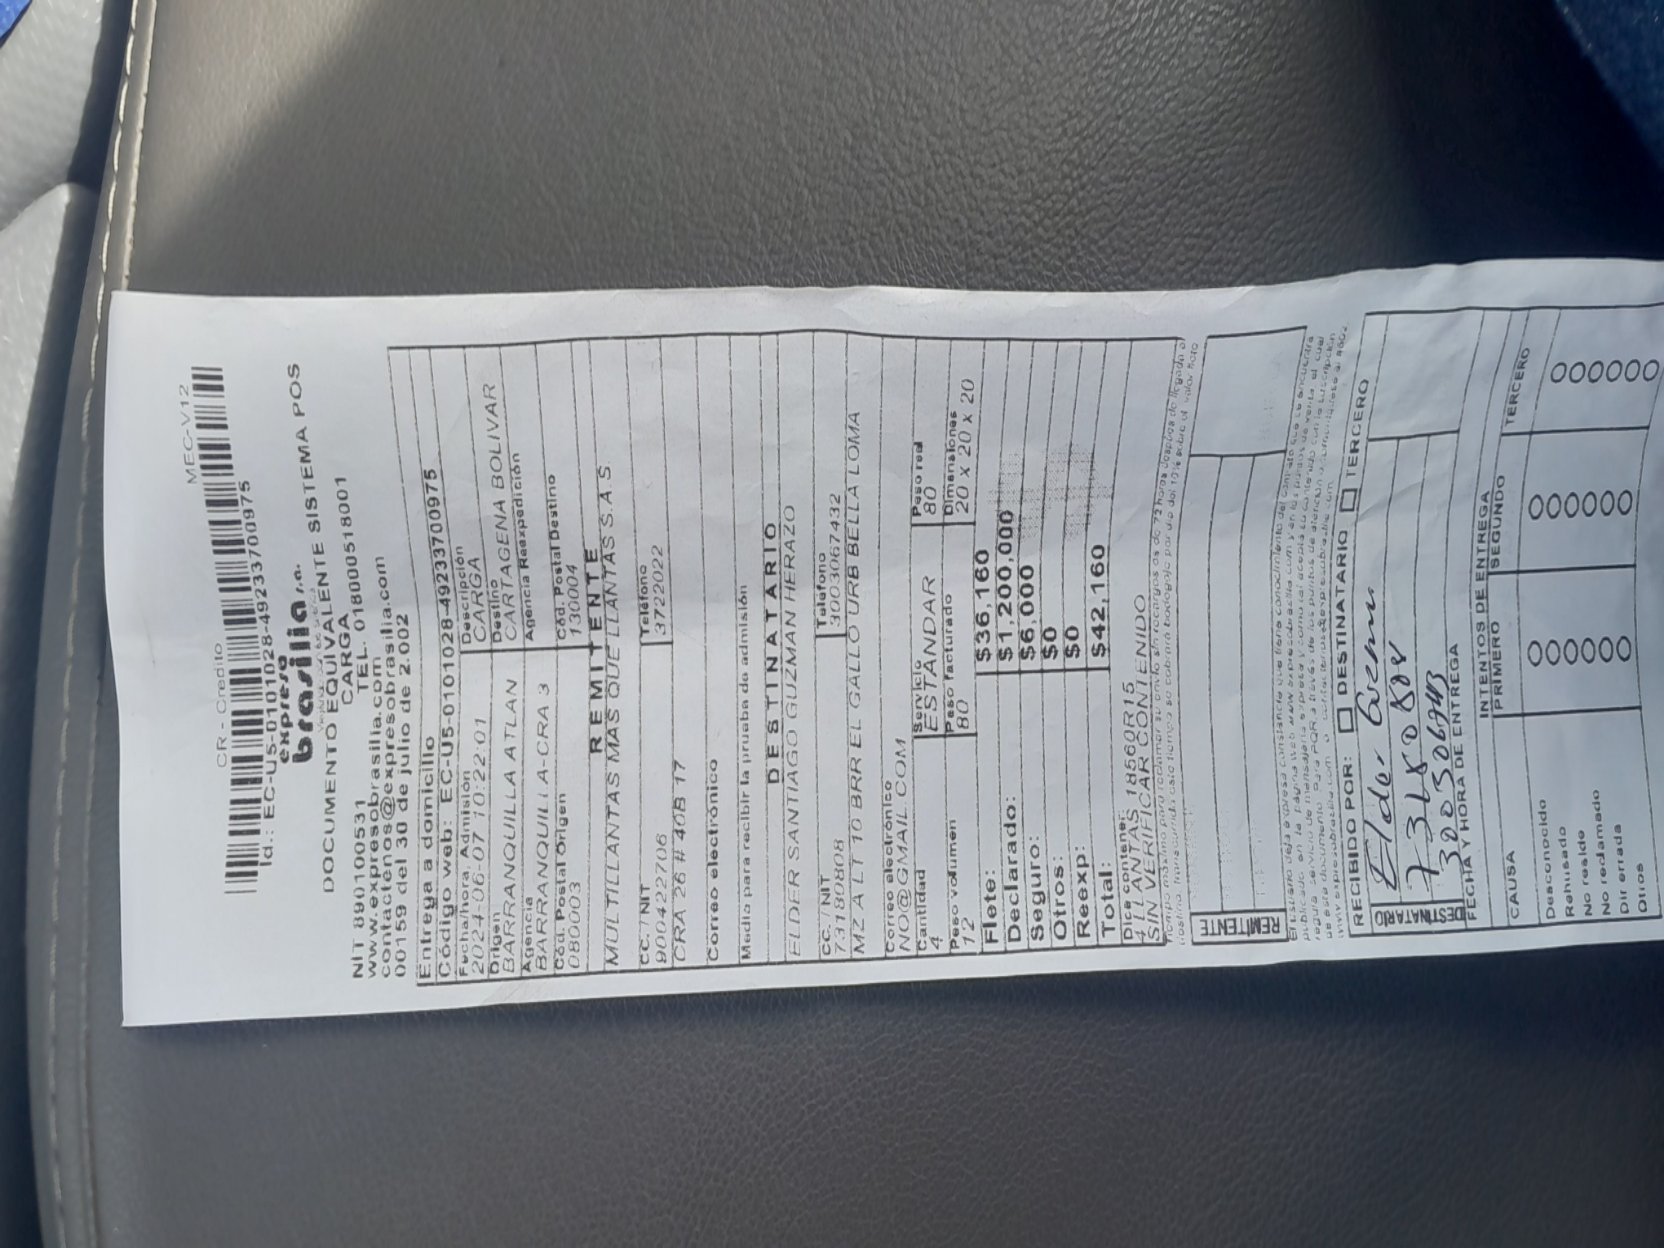 MEC-V12
CR - Credito
Id.: EC-U5-0101028-4923370 0975
expreso
brasilia s.a.
DOCUMENTO EQUIVALENTE SISTEMA POS
CARGA
NIT 890100531 TEL. 018000518001
www.expresobrasilia.com
contactenos@expresobrasilia.com
00159 del 30 de julio de 2.002
Entrega a domicilio
Código web: EC-U5-0101028-4923370 0975
Fecha/hora, Admisión Descripción
2024-06-07 10:22:01 CARGA
Origen Destino
BARRANQUILLA ATLAN CARTAGENA BOLIVAR
Agencia Agencia Reexpedición
BARRANQUILLA-CRA 3
Cód. Postal Origen Cód. Postal Destino
080003 130004
REMITENTE
MULTILLANTAS MAS QUE LLANTAS S.A.S
CC. / NIT Teléfono
900422706 3722027
CRA 26 # 40B 17
Correo electrónico
Medio para recibir la prueba de admisión
DESTINATARIO
ELDER SANTIAGO GUZMAN HERAZO
CC. / NIT Teléfono
73180808 3003067432
MZ A LT 10 BRR EL GALLO URB BELLA LOMA
Correo electrónico
NO@GMAIL.COM
Cantidad Servicio Peso real
4 ESTANDAR 80
Peso volumen Peso facturado Dimensiones
12 80 20 x 20 x 20
Flete: $36,160
Declarado: $1,200,000
Seguro: $6,000
Otros: $0
Reexp: $0
Total: $42,160
Dice contener:
4 LLANTAS 18560R15
SIN VERIFICAR CONTENIDO
REMITENTE
RECIBIDO POR: DESTINATARIO TERCERO
DESTINATARIO
Elder Guzman
73180808
FECHA Y HORA DE ENTREGA
INTENTOS DE ENTREGA
CAUSA PRIMERO SEGUNDO TERCERO
Desconocido
Rehusado
No reside
No reclamado
Dir errada
Otros